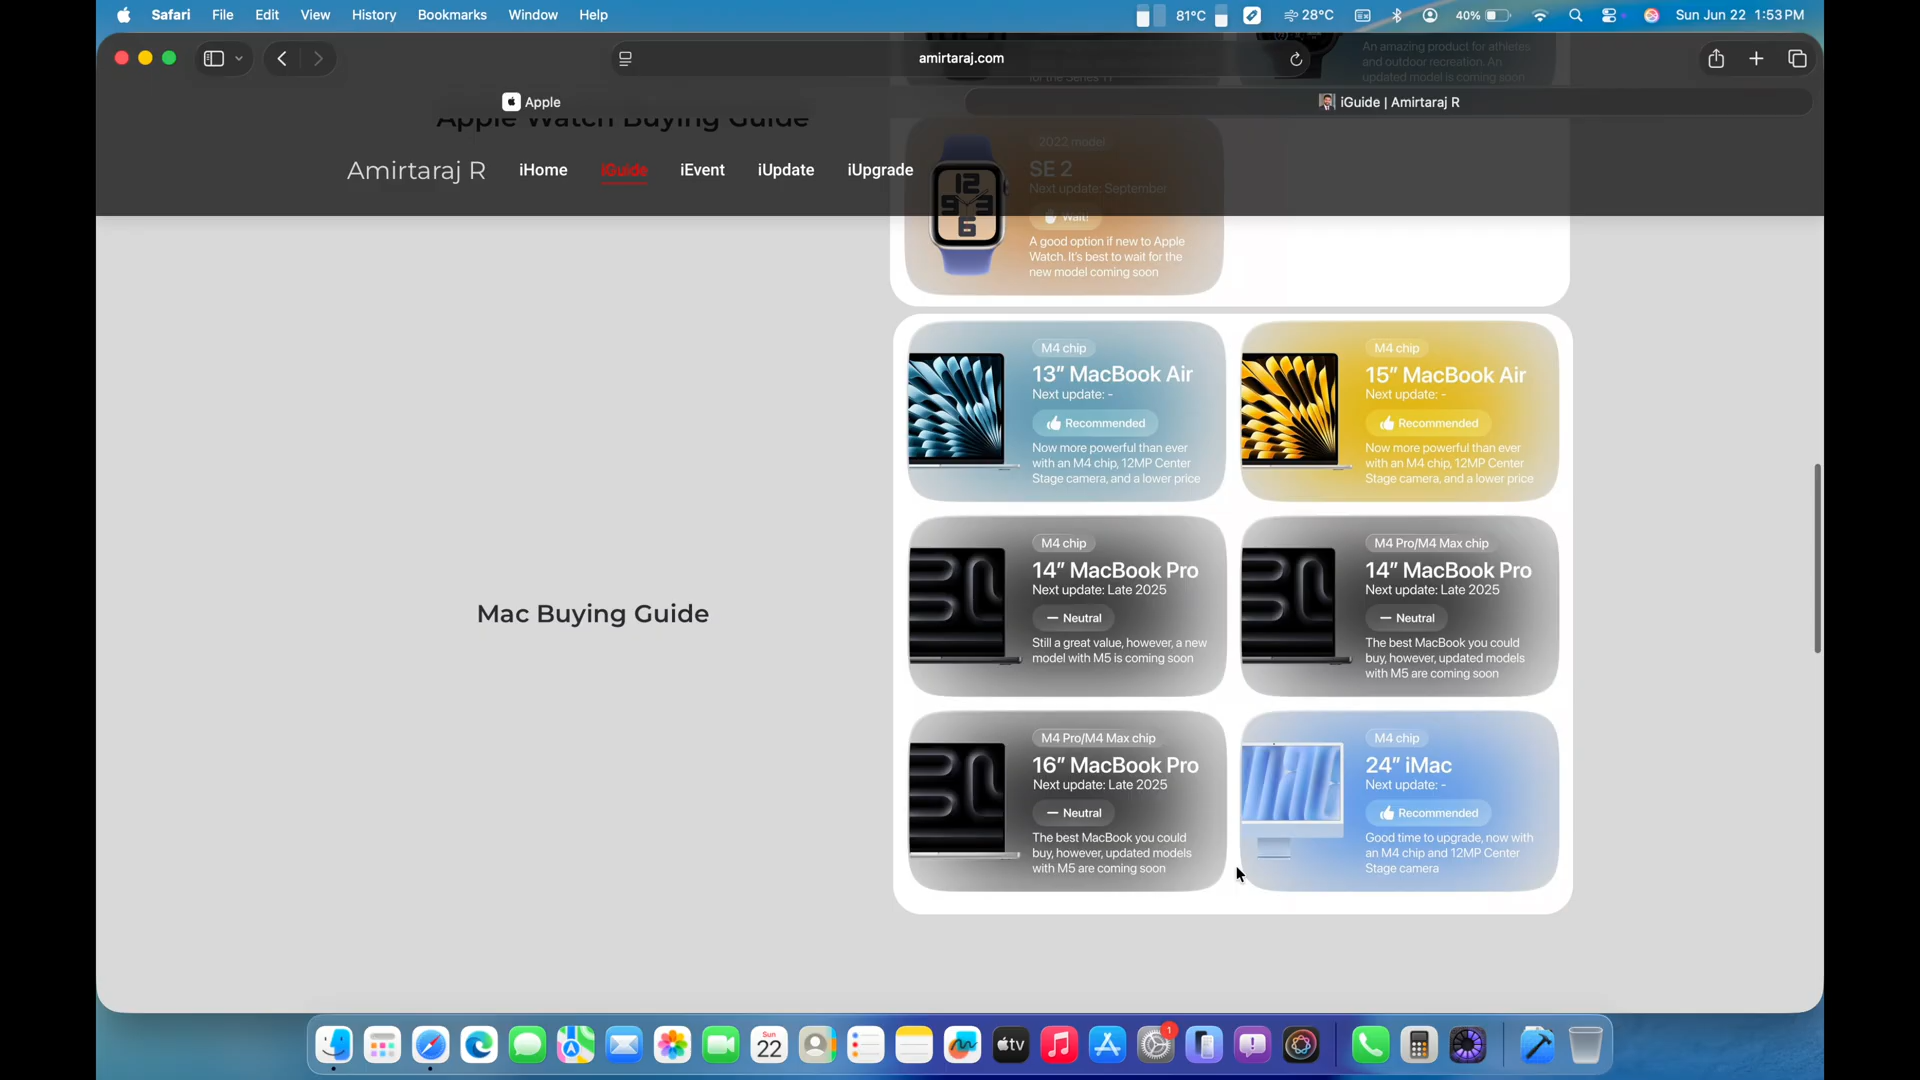 Safari File Edit View History Bookmarks Window Help
81°C 28°C 40% Sun Jun 22 1:53 PM
amirtaraj.com
Apple
iGuide | Amirtaraj R
An amazing product for athletes
and outdoor recreation. An
updated model is coming soon
for the Series 11
Apple Watch Buying Guide
Amirtaraj R iHome iGuide iEvent iUpdate iUpgrade
2022 model
SE 2
Next update: September
Wait!
A good option if new to Apple
Watch. It's best to wait for the
new model coming soon
Mac Buying Guide
M4 chip
13” MacBook Air
Next update: -
Recommended
Now more powerful than ever
with an M4 chip, 12MP Center
Stage camera, and a lower price
M4 chip
15” MacBook Air
Next update: -
Recommended
Now more powerful than ever
with an M4 chip, 12MP Center
Stage camera, and a lower price
M4 chip
14” MacBook Pro
Next update: Late 2025
Neutral
Still a great value, however, a new
model with M5 is coming soon
M4 Pro/M4 Max chip
14” MacBook Pro
Next update: Late 2025
Neutral
The best MacBook you could
buy, however, updated models
with M5 are coming soon
M4 Pro/M4 Max chip
16” MacBook Pro
Next update: Late 2025
Neutral
The best MacBook you could
buy, however, updated models
with M5 are coming soon
M4 chip
24” iMac
Next update: -
Recommended
Good time to upgrade, now with
an M4 chip and 12MP Center
Stage camera
12
9 3
6
Sun
22
tv
1